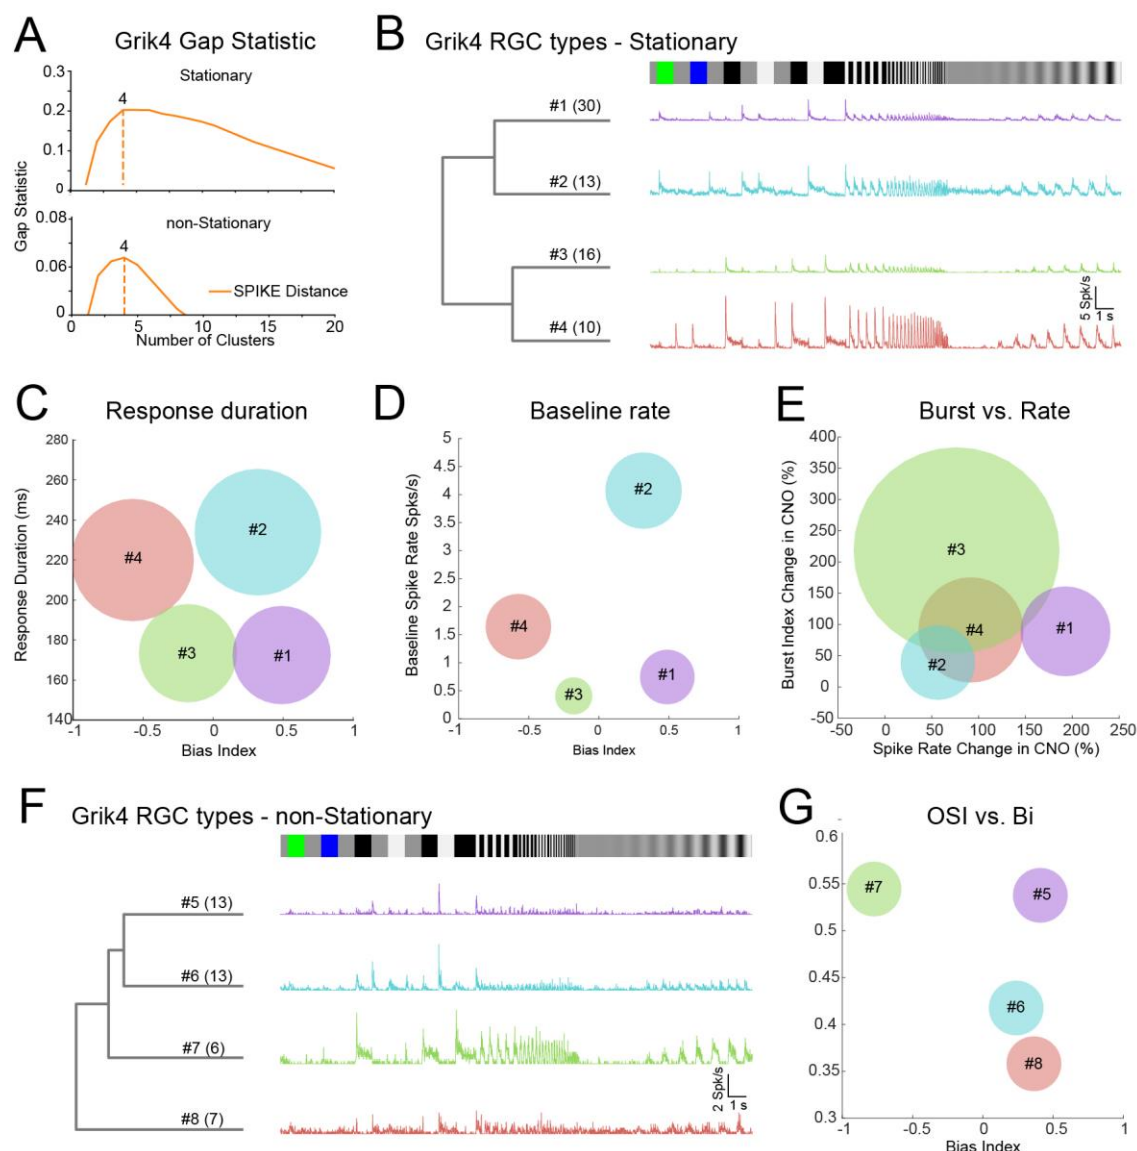 A
Grik4 Gap Statistic
Stationary
0.3
0.2
0.1
0
4
non-Stationary
0.08
0.06
0
4
SPIKE Distance
0 5 10 15 20
Number of Clusters
Gap Statistic
B
Grik4 RGC types - Stationary
#1 (30)
#2 (13)
#3 (16)
#4 (10)
5 Spk/s
1 s
C
Response duration
280
260
240
220
200
180
160
140
#4
#2
#3
#1
-1 -0.5 0 0.5 1
Bias Index
Response Duration (ms)
D
Baseline rate
5
4.5
4
3.5
3
2.5
2
1.5
1
0.5
0
#2
#4
#1
#3
-1 -0.5 0 0.5 1
Bias Index
Baseline Spike Rate Spks/s)
E
Burst vs. Rate
400
350
300
250
200
150
100
50
0
-50
#3
#4
#1
#2
-50 0 50 100 150 200 250
Spike Rate Change in CNO (%)
Burst Index Change in CNO (%)
F
Grik4 RGC types - non-Stationary
#5 (13)
#6 (13)
#7 (6)
#8 (7)
2 Spk/s
1 s
G
OSI vs. Bi
0.6
0.55
0.5
0.45
0.4
0.35
0.3
#7
#5
#6
#8
-1 -0.5 0 0.5 1
Bias Index